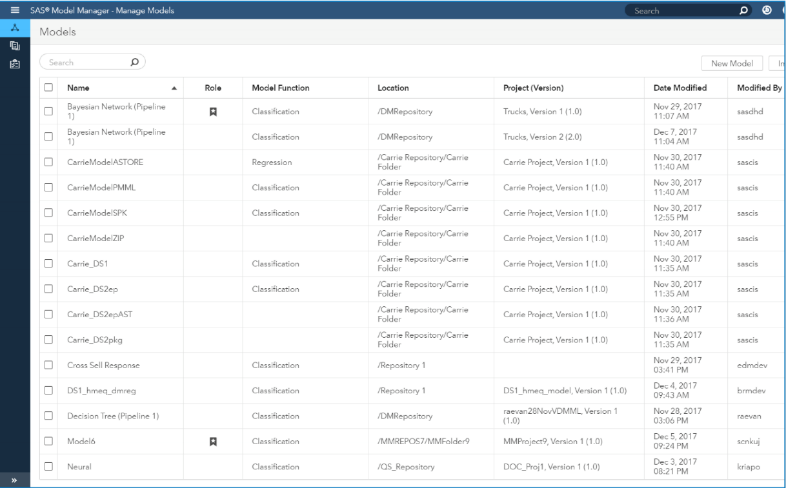 SAS® Model Manager - Manage Models
Search
Models
Search
New Model
Name Role Model Function Location Project (Version) Date Modified Modified By
Bayesian Network (Pipeline
1) Classification /DMRepository Trucks, Version 1 (1.0) Nov 29, 2017
11:07 AM sasdhd
Bayesian Network (Pipeline
1) Classification /DMRepository Trucks, Version 2 (2.0) Dec 7, 2017
11:04 AM sasdhd
CarrieModelASTORE Regression /Carrie Repository/Carrie
Folder Carrie Project, Version 1 (1.0) Nov 30, 2017
11:40 AM sascis
CarrieModelPMML Classification /Carrie Repository/Carrie
Folder Carrie Project, Version 1 (1.0) Nov 30, 2017
11:40 AM sascis
CarrieModelSPK Classification /Carrie Repository/Carrie
Folder Carrie Project, Version 1 (1.0) Nov 30, 2017
12:55 PM sascis
CarrieModelZIP /Carrie Repository/Carrie
Folder Carrie Project, Version 1 (1.0) Nov 30, 2017
11:40 AM sascis
Carrie_DS1 Classification /Carrie Repository/Carrie
Folder Carrie Project, Version 1 (1.0) Nov 30, 2017
11:35 AM sascis
Carrie_DS2ep Classification /Carrie Repository/Carrie
Folder Carrie Project, Version 1 (1.0) Nov 30, 2017
11:35 AM sascis
Carrie_DS2epAST /Carrie Repository/Carrie
Folder Carrie Project, Version 1 (1.0) Nov 30, 2017
11:36 AM sascis
Carrie_DS2pkg /Carrie Repository/Carrie
Folder Carrie Project, Version 1 (1.0) Nov 30, 2017
11:35 AM sascis
Cross Sell Response Classification /Repository 1 Nov 29, 2017
03:41 PM edmdev
DS1_hmeq_dmreg Classification /Repository 1 DS1_hmeq_model, Version 1 (1.0) Dec 4, 2017
09:43 AM brmdev
Decision Tree (Pipeline 1) Classification /DMRepository raevan28NovVDMML, Version 1
(1.0) Nov 28, 2017
03:06 PM raevan
Model6 Classification /MMREPOS7/MMFolder9 MMProject9, Version 1 (1.0) Dec 5, 2017
09:24 PM scnkuj
Neural Classification /QS_Repository DOC_Proj1, Version 1 (1.0) Dec 3, 2017
08:21 PM kriapo